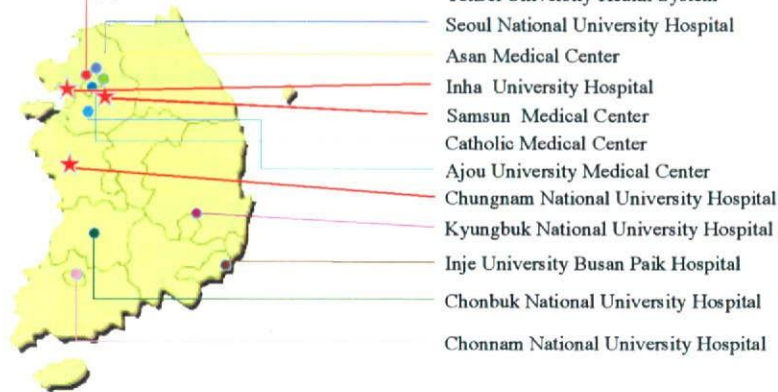 Seoul National University Hospital
Asan Medical Center
Inha University Hospital
Samsun Medical Center
Catholic Medical Center
Ajou University Medical Center
Chungnam National University Hospital
Kyungbuk National University Hospital
Inje University Busan Paik Hospital
Chonbuk National University Hospital
Chonnam National University Hospital